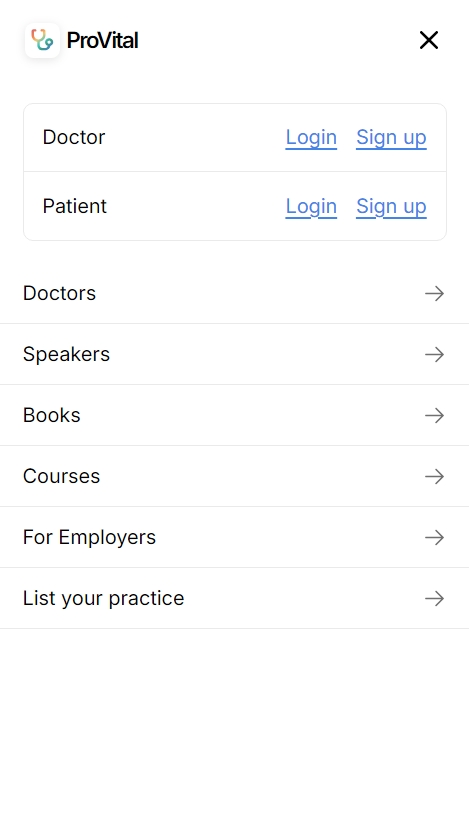 ProVital
Doctor Login Sign up
Patient Login Sign up
Doctors
Speakers
Books
Courses
For Employers
List your practice